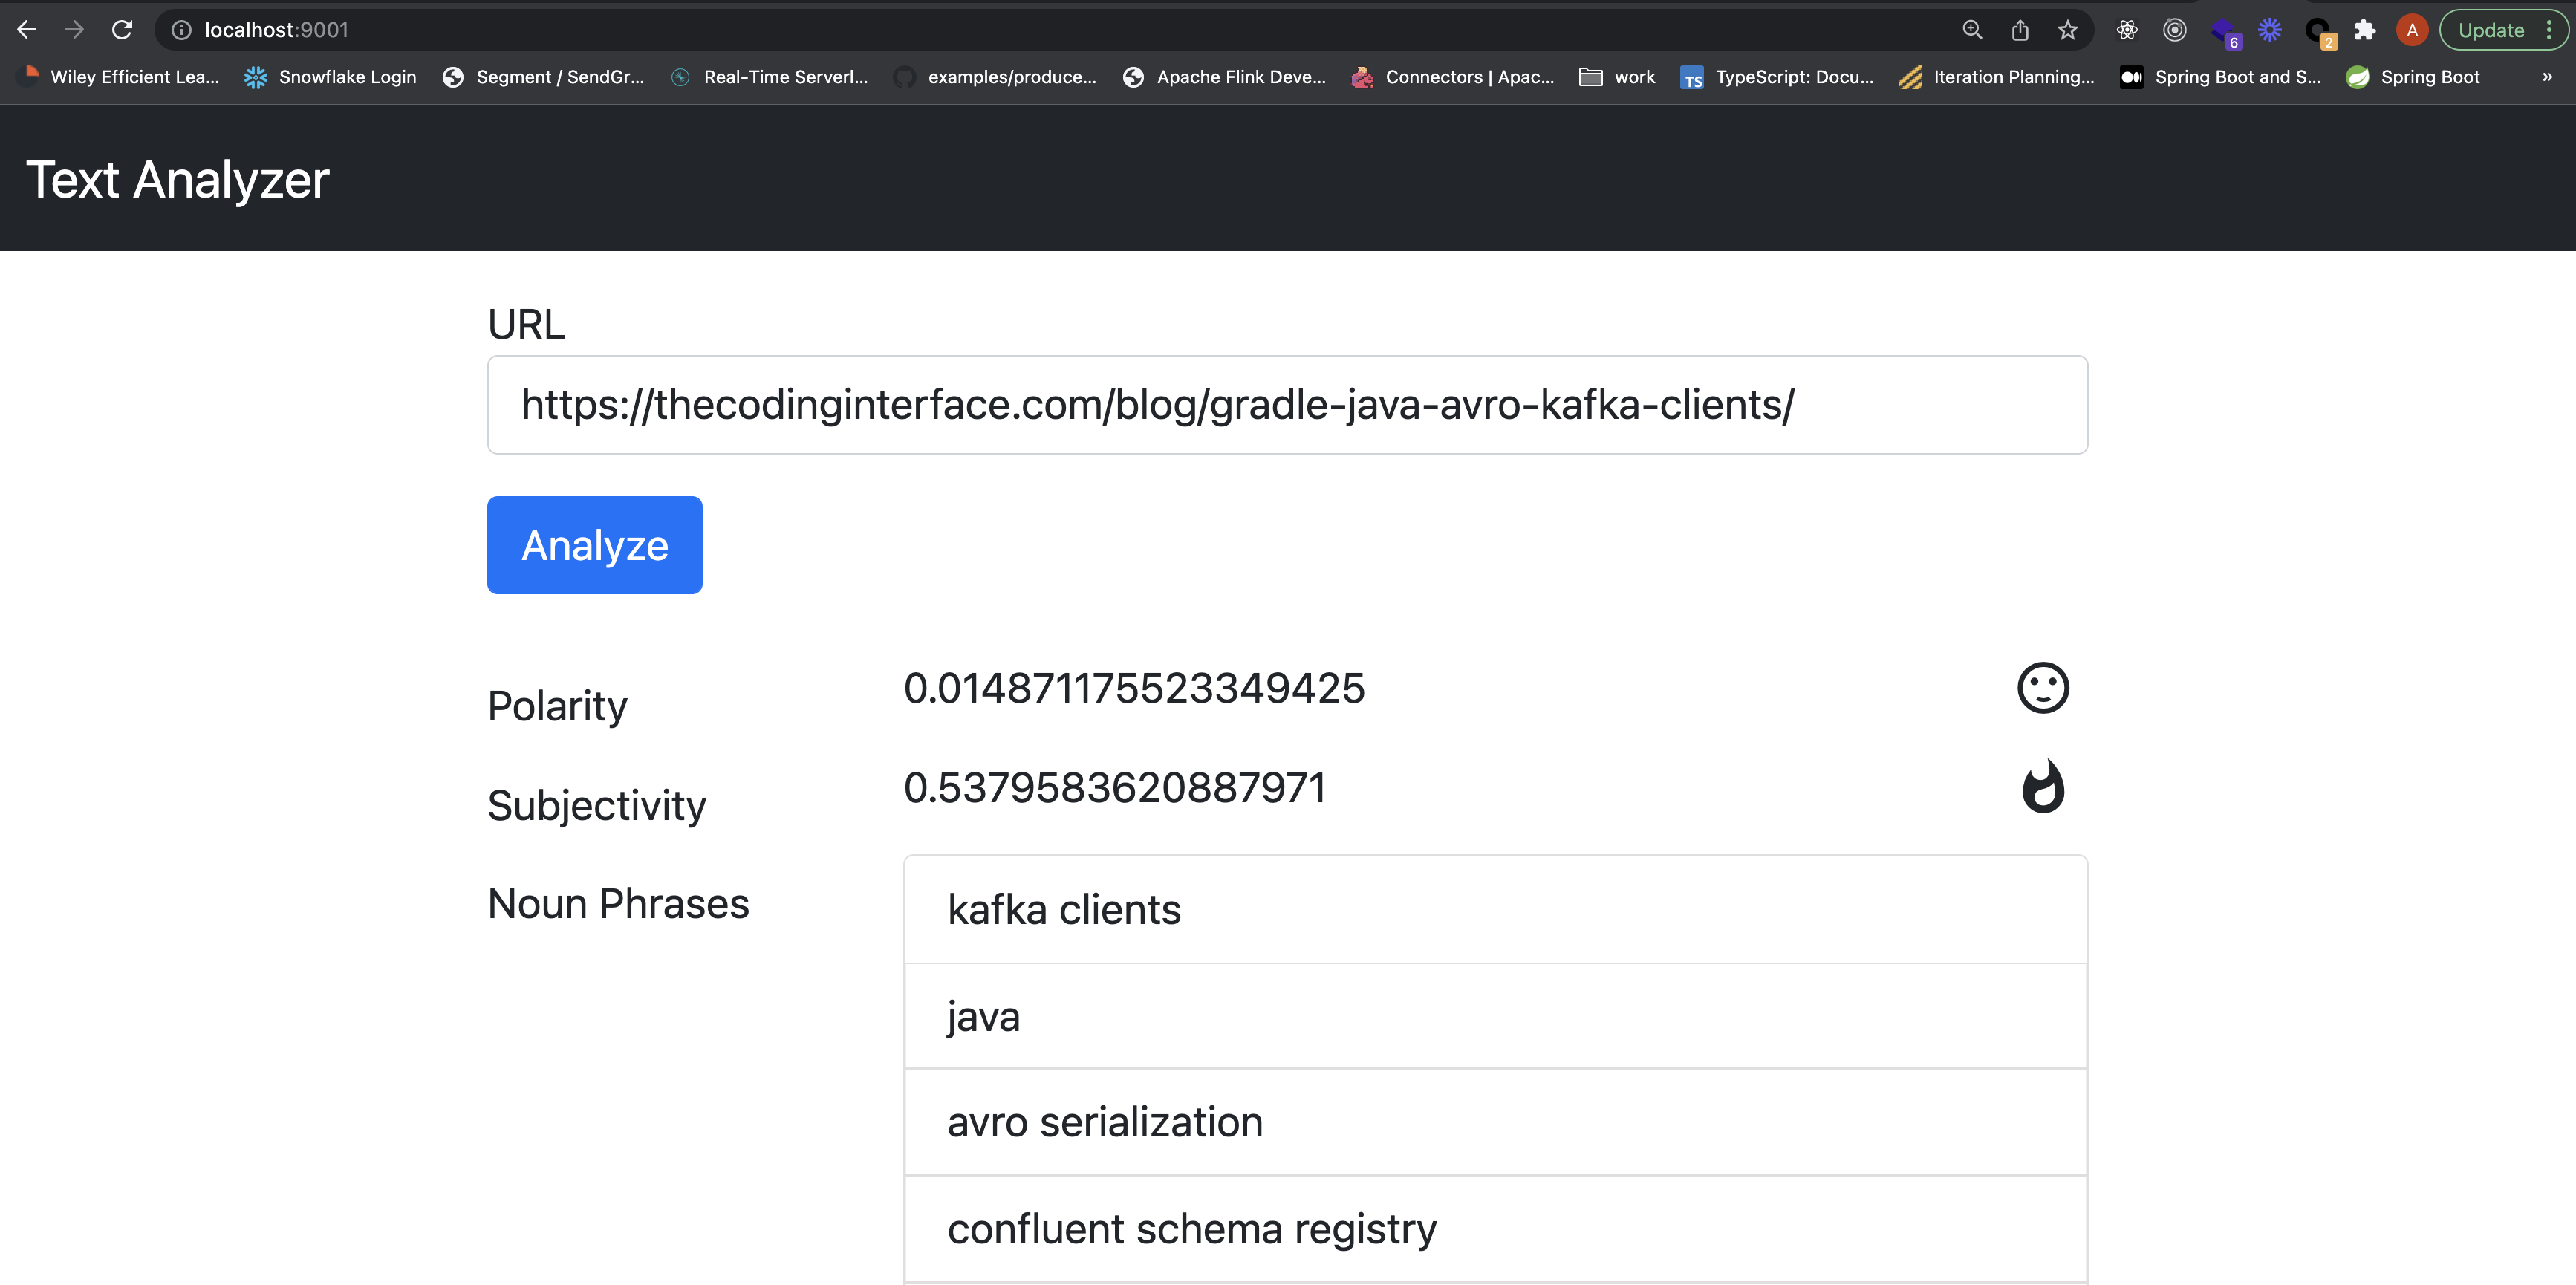 localhost:9001
6
2
A
Update
Wiley Efficient Lea...
Snowflake Login
Segment / SendGr...
Real-Time Serverl...
examples/produce...
Apache Flink Deve...
Connectors | Apac...
work
TS
TypeScript: Docu...
Iteration Planning...
Spring Boot and S...
Spring Boot
»
Text Analyzer
URL
https://thecodinginterface.com/blog/gradle-java-avro-kafka-clients/
Analyze
Polarity
0.014871175523349425
Subjectivity
0.5379583620887971
Noun Phrases
kafka clients
java
avro serialization
confluent schema registry